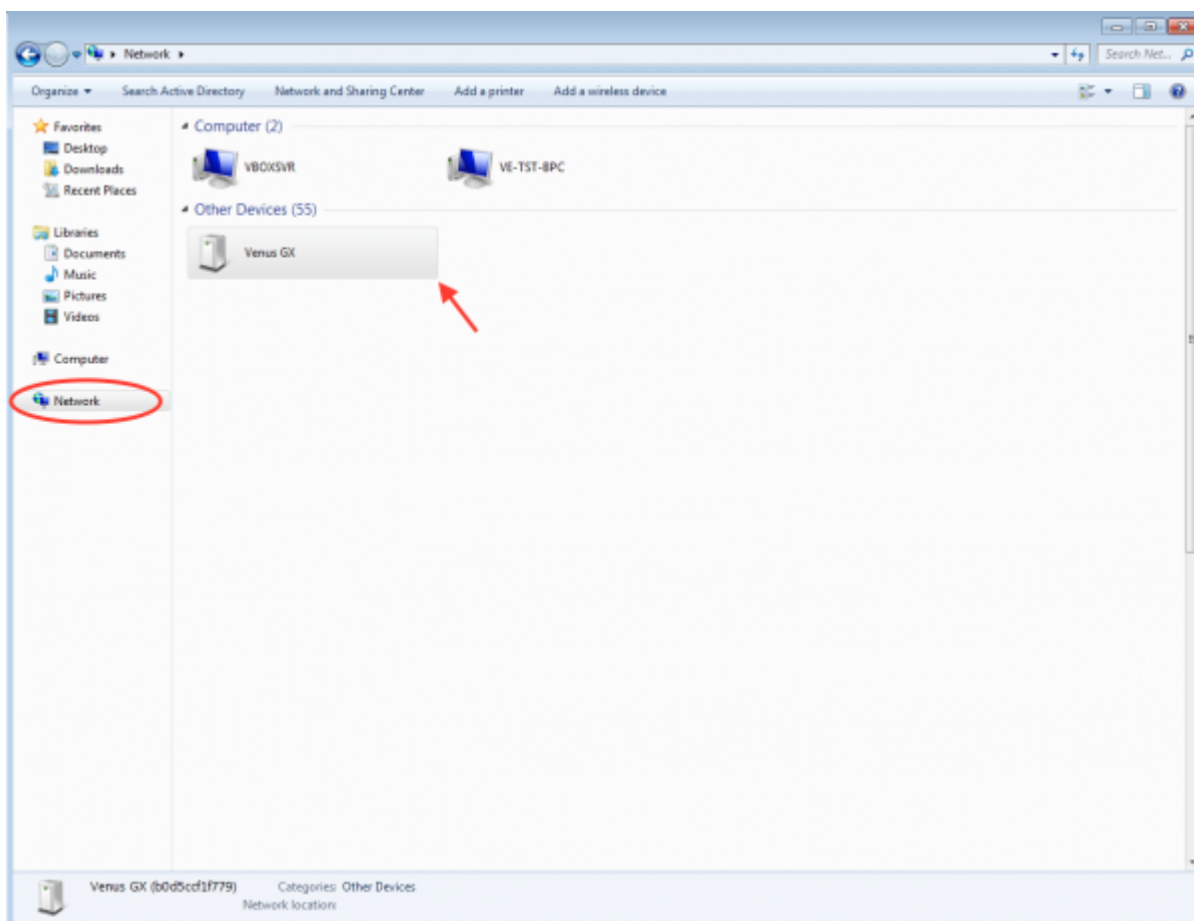 Network
Search Net...
Organize
Search Active Directory
Network and Sharing Center
Add a printer
Add a wireless device
Favorites
Desktop
Downloads
Recent Places
Libraries
Documents
Music
Pictures
Videos
Computer
Network
Computer (2)
VBOXSVR
VE-TST-8PC
Other Devices (55)
Venus GX
Venus GX (b0d5ccf1f779)
Categories: Other Devices
Network location: